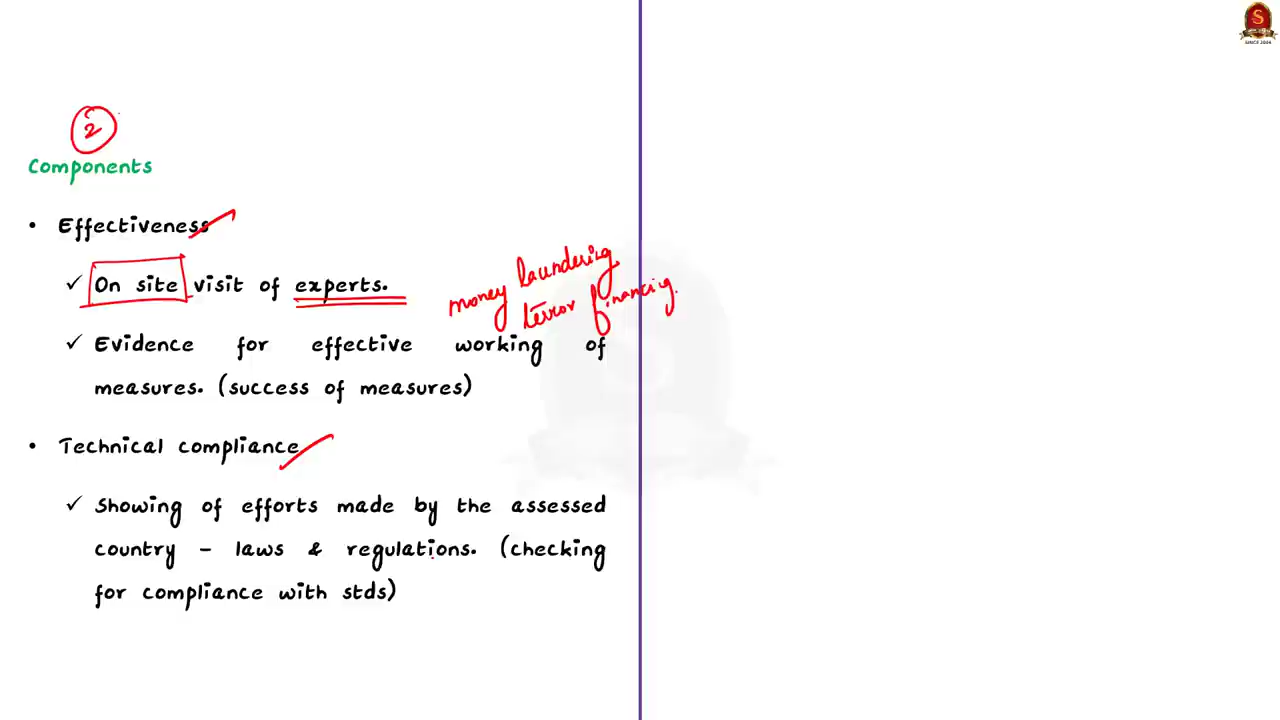 2
Components
• Effectiveness
✓ On site visit of experts.
money laundering
terror financing.
✓ Evidence for effective working of
measures. (success of measures)
• Technical compliance
✓ Showing of efforts made by the assessed
country – laws & regulations. (checking
for compliance with stds)
S
SINCE 2004